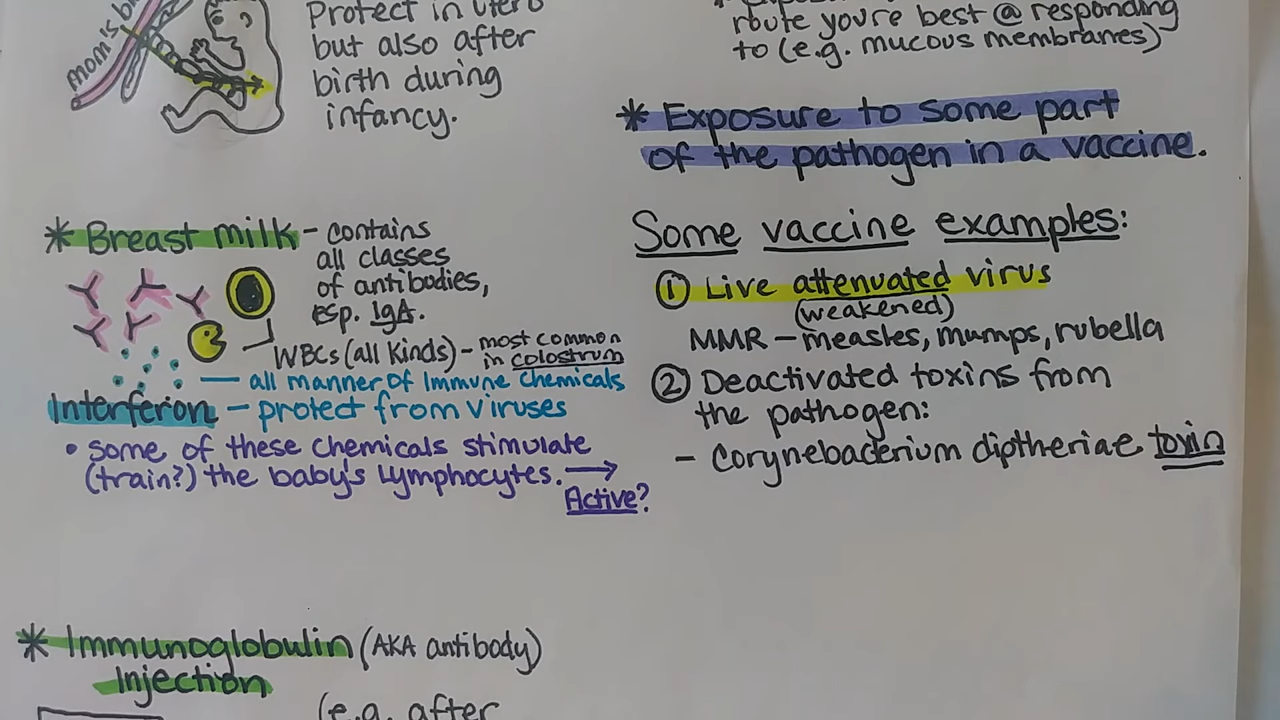 mom's b
Protect in utero
but also after
birth during
infancy.
* Breast milk - contains
all classes
of antibodies,
esp. IgA.
WBCs (all kinds) - most common
in colostrum
— all manner of Immune Chemicals
Interferon - protect from viruses
• some of these chemicals stimulate
(train?) the baby's lymphocytes. →
Active?
* Immunoglobulin (AKA antibody)
Injection
(e.g. after
route you're best @ responding
to (e.g. mucous membranes)
* Exposure to some part
of the pathogen in a vaccine.
Some vaccine examples:
① Live attenuated virus
(weakened)
MMR - measles, mumps, rubella
② Deactivated toxins from
the pathogen:
- Corynebacterium diptheriae toxin